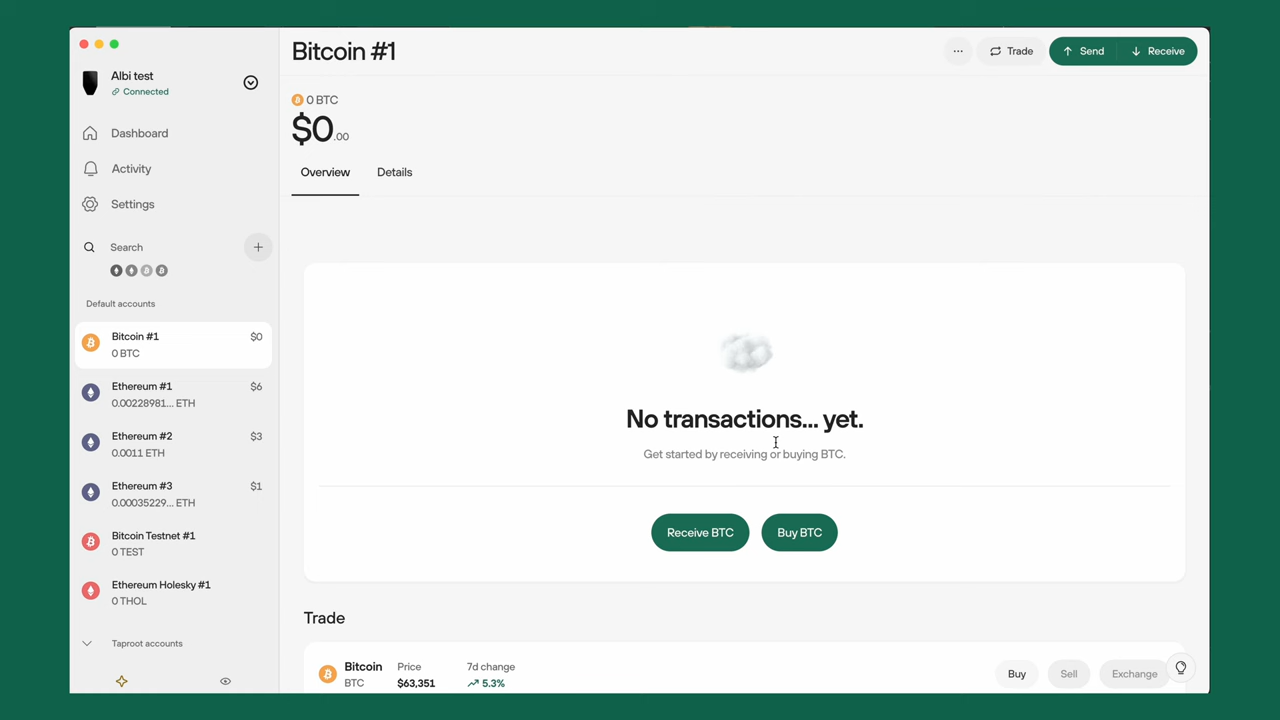 Bitcoin #1
Trade
Send
Receive
Albi test
Connected
0 BTC
$0.00
Dashboard
Activity
Settings
Overview
Details
Search
Default accounts
Bitcoin #1 $0
0 BTC
Ethereum #1 $6
0.00228981... ETH
Ethereum #2 $3
0.0011 ETH
Ethereum #3 $1
0.00035229... ETH
Bitcoin Testnet #1
0 TEST
Ethereum Holesky #1
0 THOL
Taproot accounts
No transactions... yet.
Get started by receiving or buying BTC.
Receive BTC
Buy BTC
Trade
Bitcoin Price 7d change
BTC $63,351 5.3%
Buy Sell Exchange